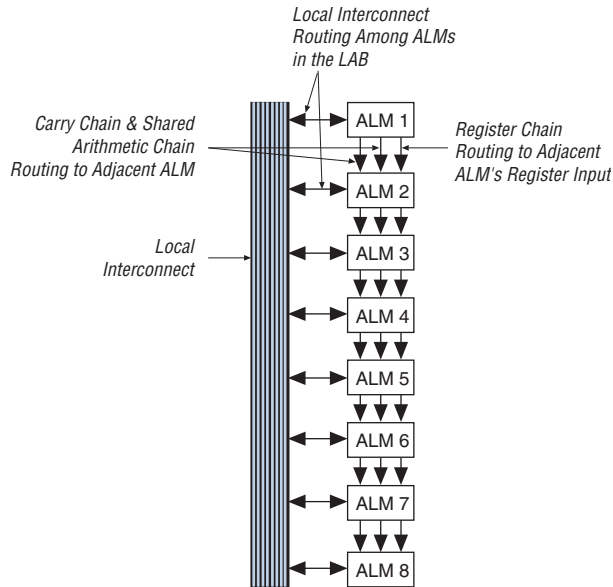 Local Interconnect
Routing Among ALMs
in the LAB
ALM 1
Carry Chain & Shared
Arithmetic Chain
Routing to Adjacent ALM
Register Chain
Routing to Adjacent
ALM's Register Input
ALM 2
Local
Interconnect
ALM 3
ALM 4
ALM 5
ALM 6
ALM 7
ALM 8